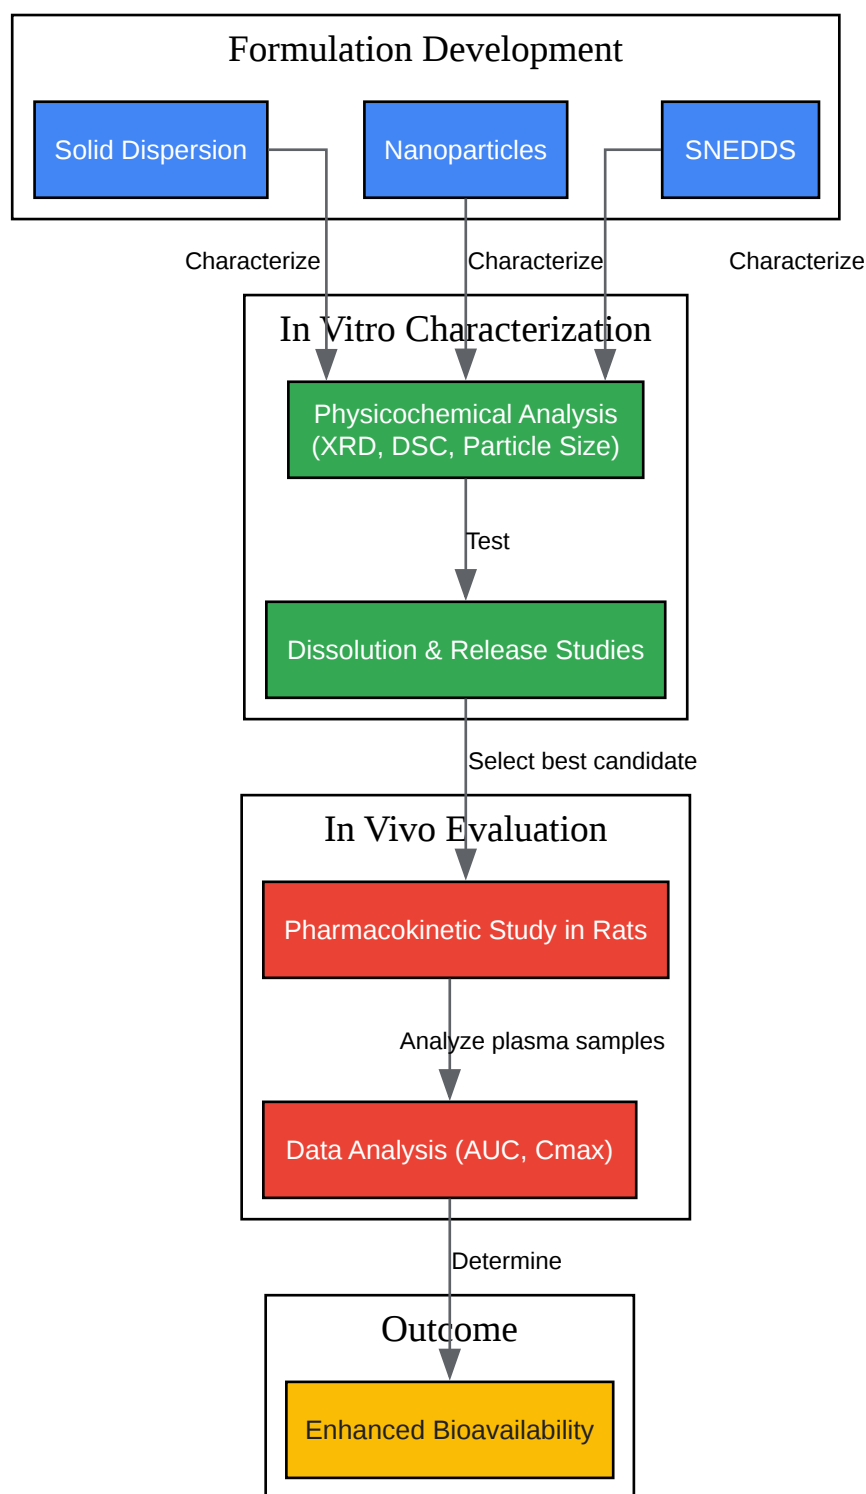 Formulation Development
Solid Dispersion
Nanoparticles
SNEDDS
Characterize
Characterize
Characterize
In Vitro Characterization
Physicochemical Analysis
(XRD, DSC, Particle Size)
Test
Dissolution & Release Studies
Select best candidate
In Vivo Evaluation
Pharmacokinetic Study in Rats
Analyze plasma samples
Data Analysis (AUC, Cmax)
Determine
Outcome
Enhanced Bioavailability